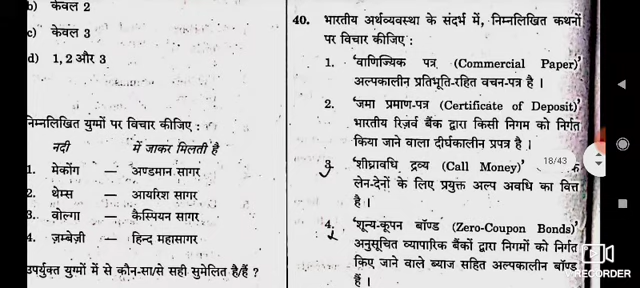 b) केवल 2
c) केवल 3
d) 1, 2 और 3
निम्नलिखित युग्मों पर विचार कीजिए :
नदी में जाकर मिलती है
1. मेकोंग — अण्डमान सागर
2. थेम्स — आयरिश सागर
3. वोल्गा — कैस्पियन सागर
4. ज़म्बेज़ी — हिन्द महासागर
उपर्युक्त युग्मों में से कौन-सा/से सही सुमेलित है/हैं ?
40. भारतीय अर्थव्यवस्था के संदर्भ में, निम्नलिखित कथनों
पर विचार कीजिए :
1. 'वाणिज्यिक पत्र (Commercial Paper)'
अल्पकालीन प्रतिभूति-रहित वचन-पत्र है ।
2. 'जमा प्रमाण-पत्र (Certificate of Deposit)'
भारतीय रिज़र्व बैंक द्वारा किसी निगम को निर्गत
किया जाने वाला दीर्घकालीन प्रपत्र है ।
3. 'शीघ्रावधि द्रव्य (Call Money)'
18/43
लेन-देनों के लिए प्रयुक्त अल्प अवधि का वित्त
है ।
4. 'शून्य-कूपन बॉण्ड (Zero-Coupon Bonds)'
अनुसूचित व्यापारिक बैंकों द्वारा निगमों को निर्गत
किए जाने वाले ब्याज सहित अल्पकालीन बॉण्ड
हैं ।
RECORDER